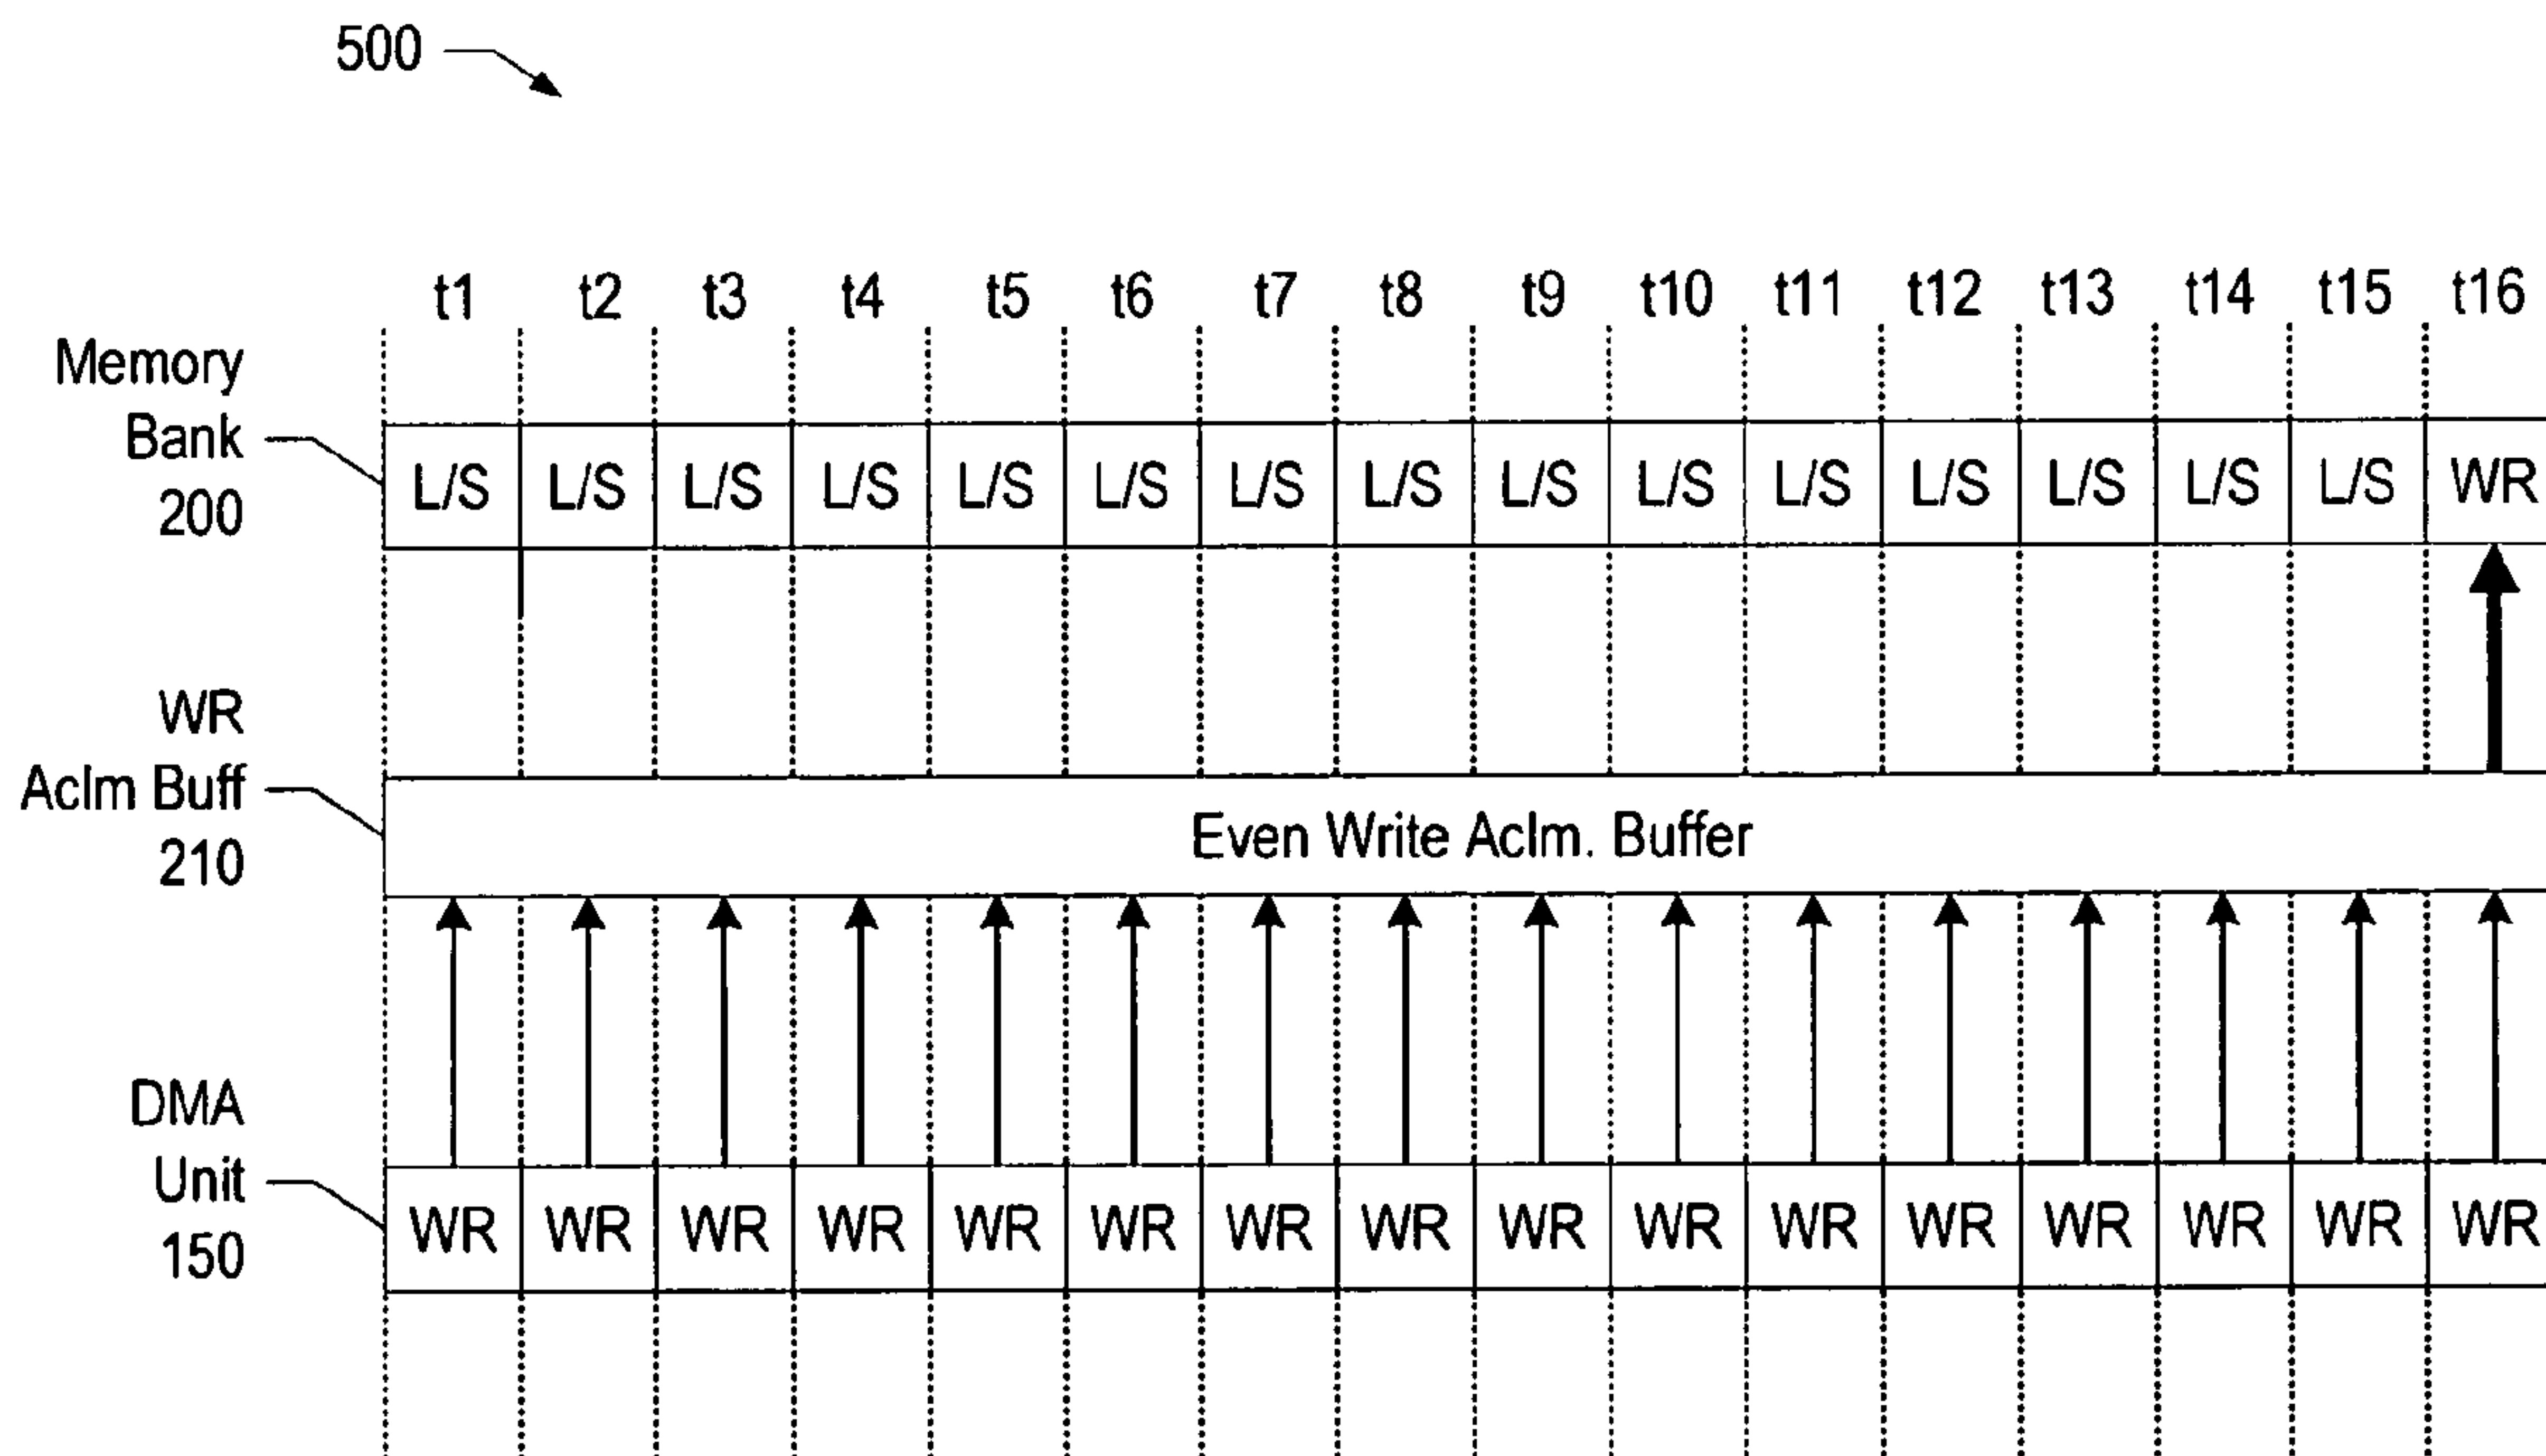 500
t1 t2 t3 t4 t5 t6 t7 t8 t9 t10 t11 t12 t13 t14 t15 t16
Memory
Bank
200
L/S L/S L/S L/S L/S L/S L/S L/S L/S L/S L/S L/S L/S L/S L/S WR
WR
Aclm Buff
210
Even Write Aclm. Buffer
DMA
Unit
150
WR WR WR WR WR WR WR WR WR WR WR WR WR WR WR WR